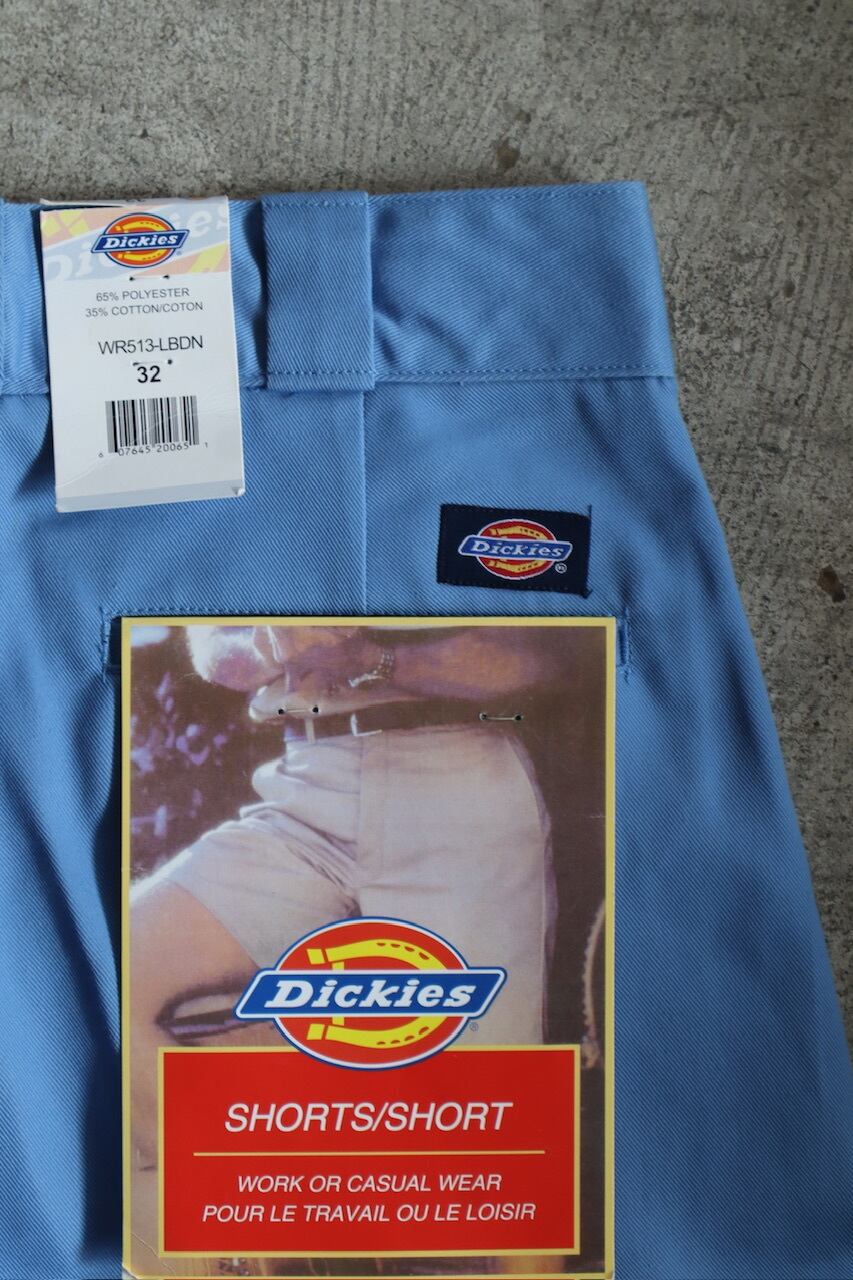 Dickies
65% POLYESTER
35% COTTON/COTON
WR513-LBDN
32
6 07645 20065 1
Dickies
Dickies
SHORTS/SHORT
WORK OR CASUAL WEAR
POUR LE TRAVAIL OU LE LOISIR